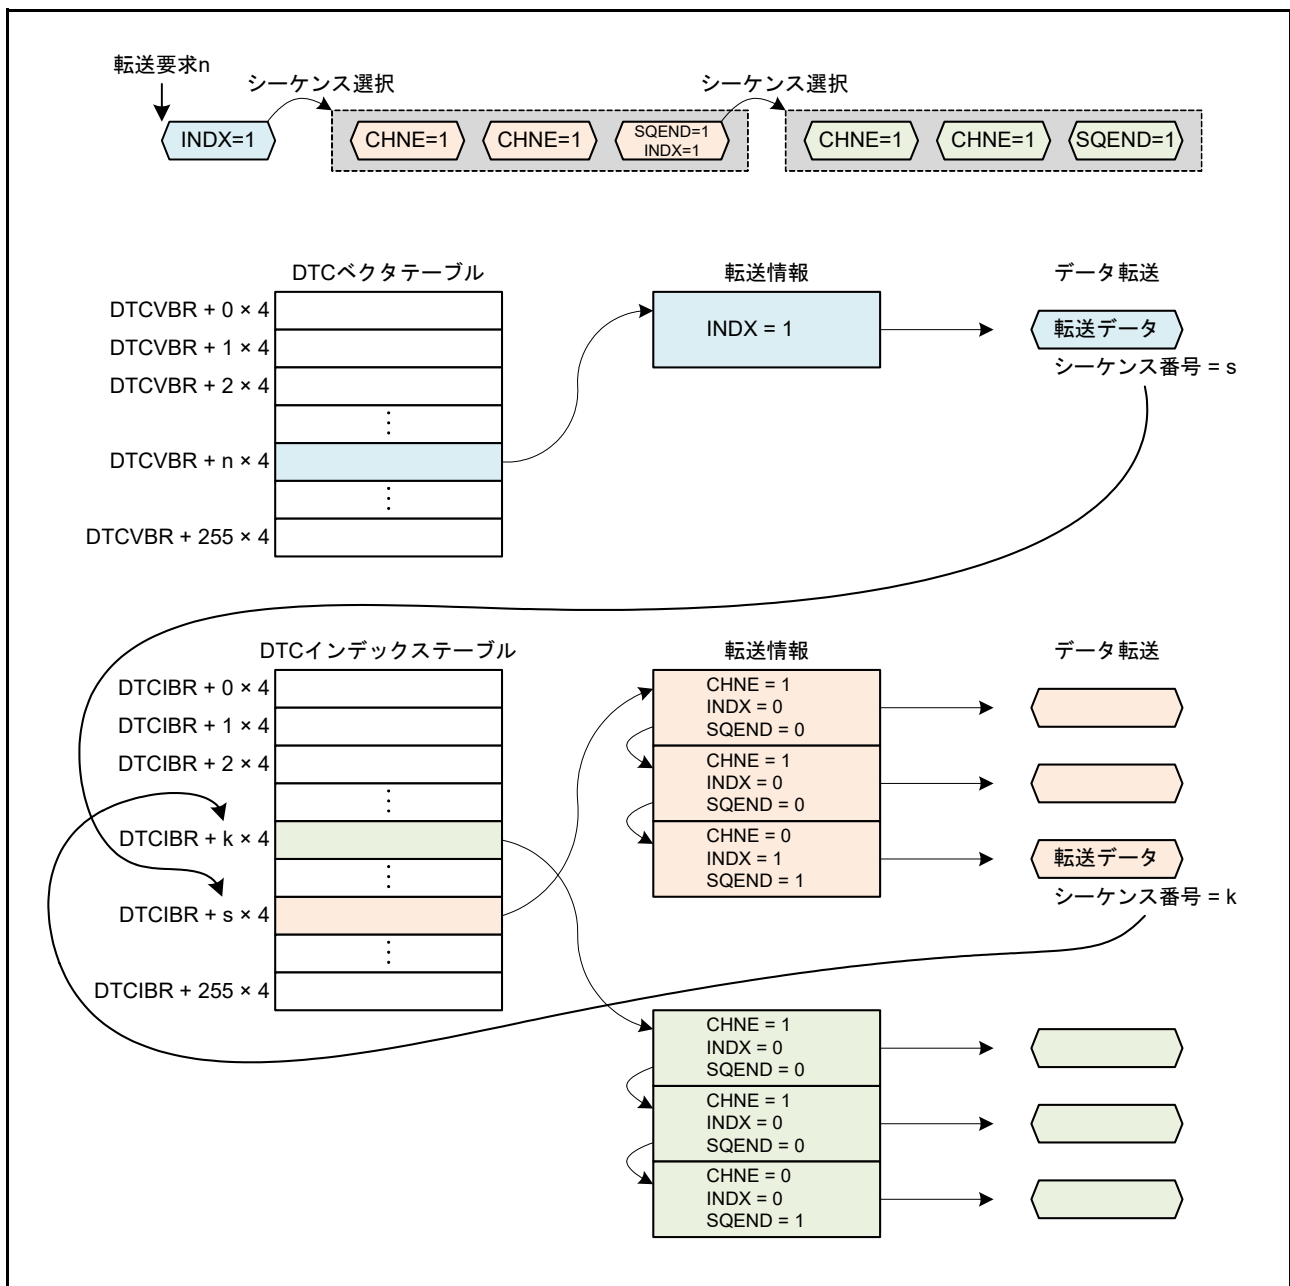 転送要求n
シーケンス選択
シーケンス選択
INDX=1
CHNE=1
CHNE=1
SQEND=1
INDX=1
CHNE=1
CHNE=1
SQEND=1
DTCベクタテーブル
転送情報
データ転送
DTCVBR + 0 × 4
DTCVBR + 1 × 4
DTCVBR + 2 × 4
⋮
DTCVBR + n × 4
⋮
DTCVBR + 255 × 4
INDX = 1
転送データ
シーケンス番号 = s
DTCインデックステーブル
転送情報
データ転送
DTCIBR + 0 × 4
DTCIBR + 1 × 4
DTCIBR + 2 × 4
⋮
DTCIBR + k × 4
⋮
DTCIBR + s × 4
⋮
DTCIBR + 255 × 4
CHNE = 1
INDX = 0
SQEND = 0
CHNE = 1
INDX = 0
SQEND = 0
CHNE = 0
INDX = 1
SQEND = 1
転送データ
シーケンス番号 = k
CHNE = 1
INDX = 0
SQEND = 0
CHNE = 1
INDX = 0
SQEND = 0
CHNE = 0
INDX = 0
SQEND = 1